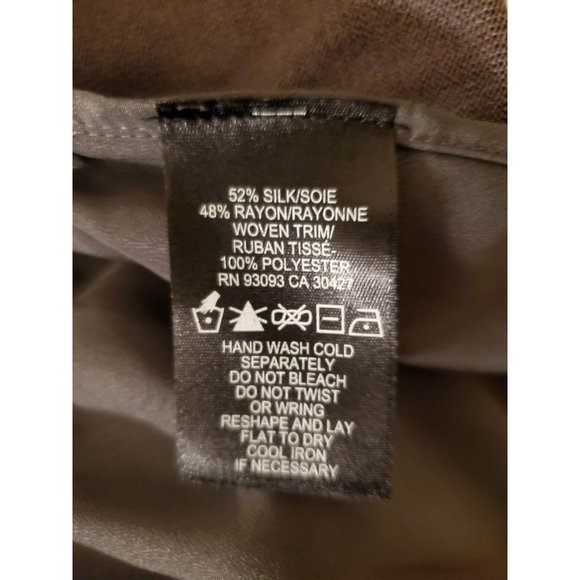 52% SILK/SOIE
48% RAYON/RAYONNE
WOVEN TRIM/
RUBAN TISSÉ-
100% POLYESTER
RN 93093 CA 30427
HAND WASH COLD
SEPARATELY
DO NOT BLEACH
DO NOT TWIST
OR WRING
RESHAPE AND LAY
FLAT TO DRY
COOL IRON
IF NECESSARY